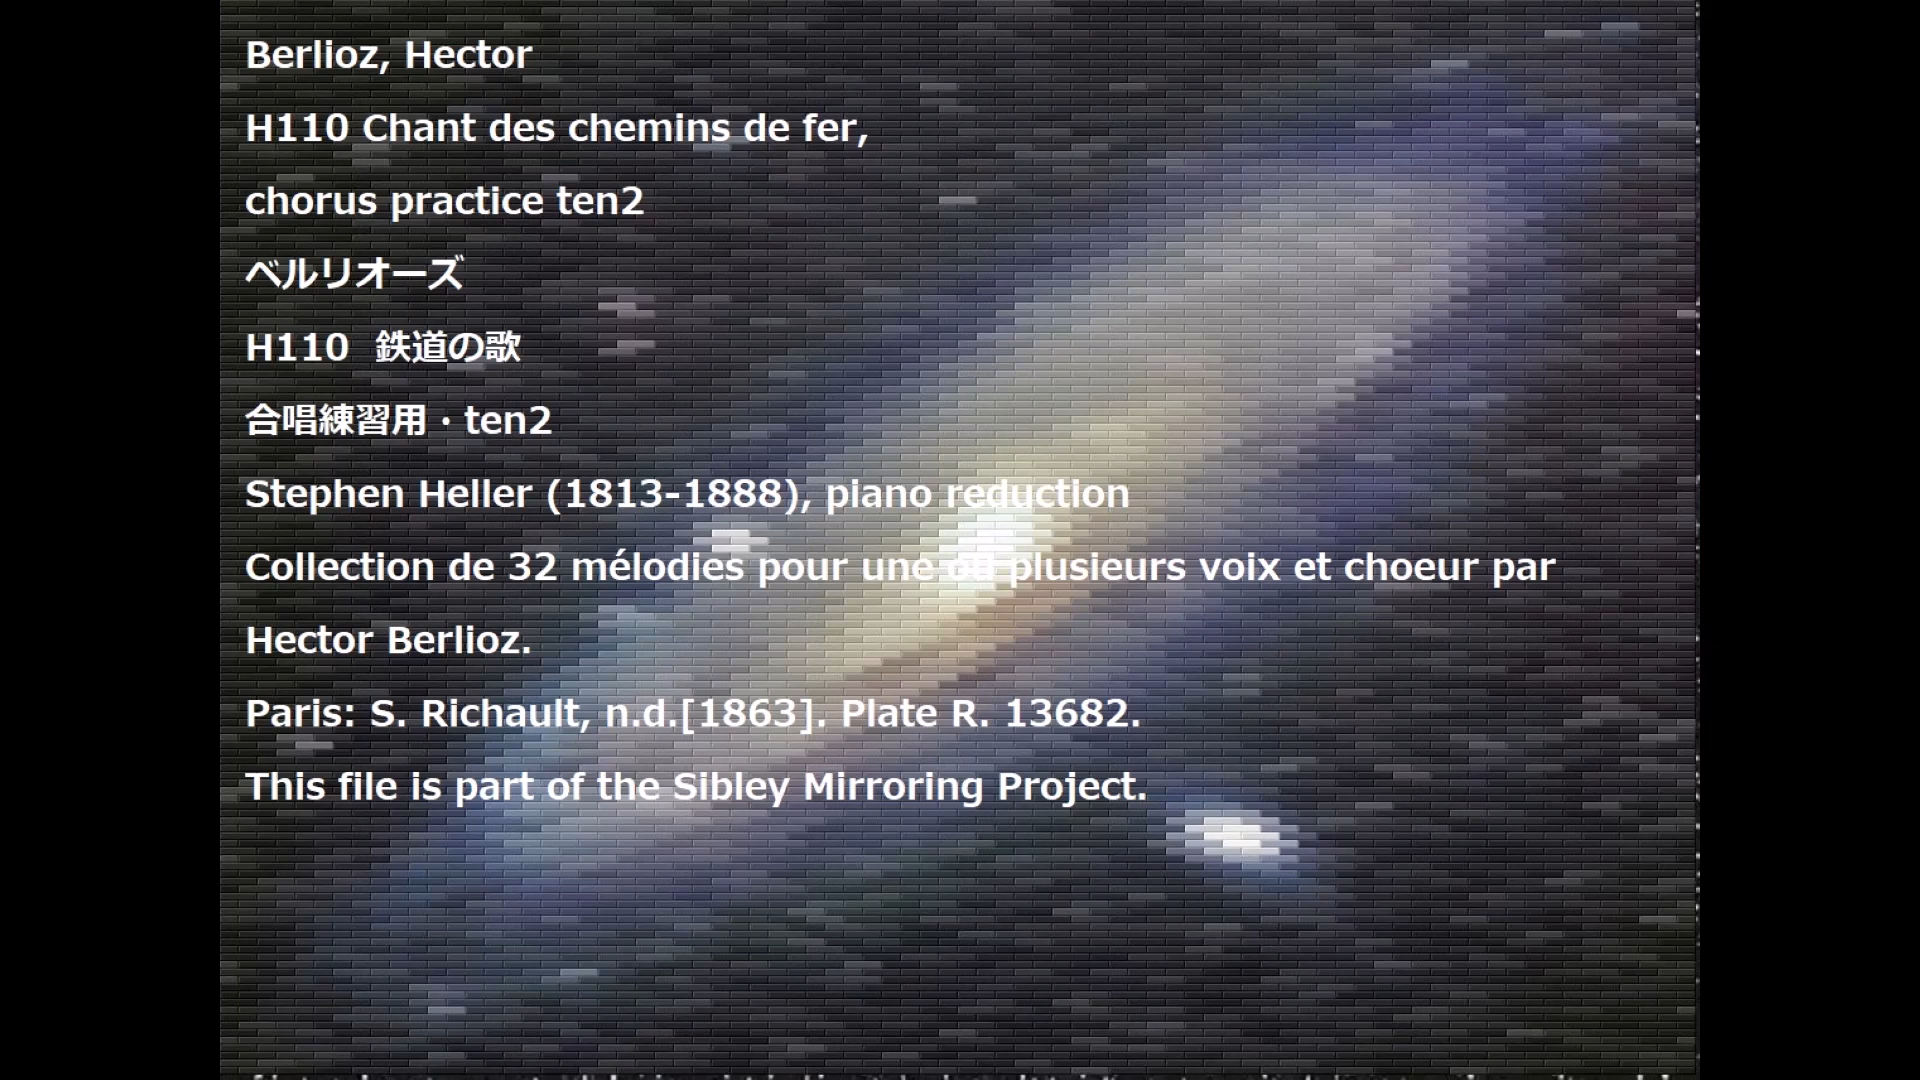 Berlioz, Hector
H110 Chant des chemins de fer,
chorus practice ten2
ベルリオーズ
H110  鉄道の歌
合唱練習用・ten2
Stephen Heller (1813-1888), piano reduction
Collection de 32 mélodies pour une ou plusieurs voix et choeur par
Hector Berlioz.
Paris: S. Richault, n.d.[1863]. Plate R. 13682.
This file is part of the Sibley Mirroring Project.